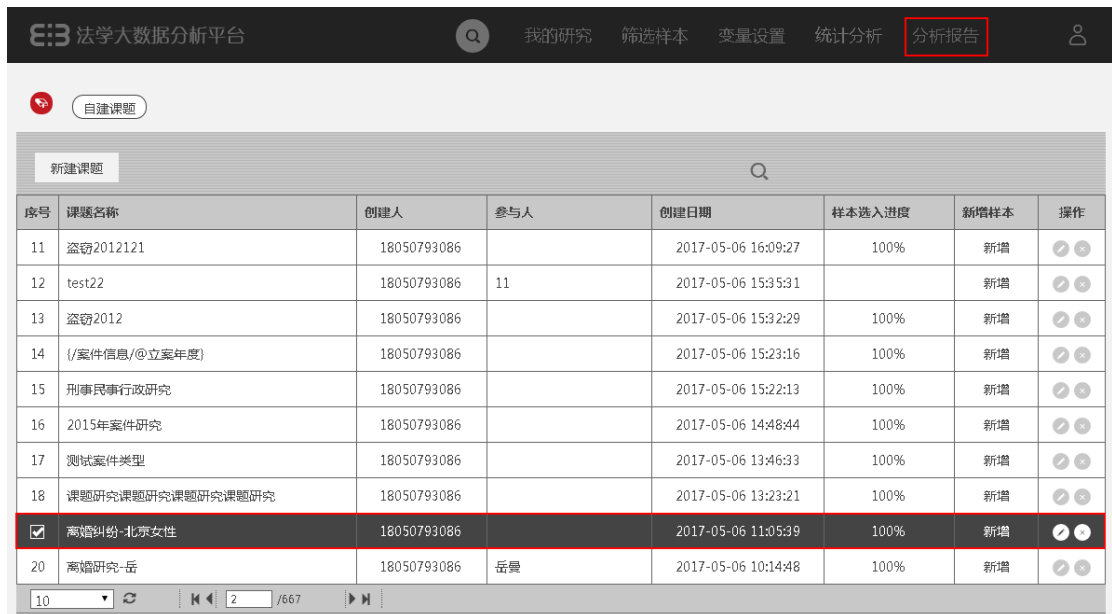 法学大数据分析平台 我的研究 筛选样本 变量设置 统计分析 分析报告
自建课题
新建课题
序号 课题名称 创建人 参与人 创建日期 样本选入进度 新增样本 操作
11 盗窃2012121 18050793086 2017-05-06 16:09:27 100% 新增
12 test22 18050793086 11 2017-05-06 15:35:31 新增
13 盗窃2012 18050793086 2017-05-06 15:32:29 100% 新增
14 {/案件信息/@立案年度} 18050793086 2017-05-06 15:23:16 100% 新增
15 刑事民事行政研究 18050793086 2017-05-06 15:22:13 100% 新增
16 2015年案件研究 18050793086 2017-05-06 14:48:44 100% 新增
17 测试案件类型 18050793086 2017-05-06 13:46:33 100% 新增
18 课题研究课题研究课题研究课题研究 18050793086 2017-05-06 13:23:21 100% 新增
离婚纠纷-北京女性 18050793086 2017-05-06 11:05:39 100% 新增
20 离婚研究-岳 18050793086 岳曼 2017-05-06 10:14:48 100% 新增
10 2 /667